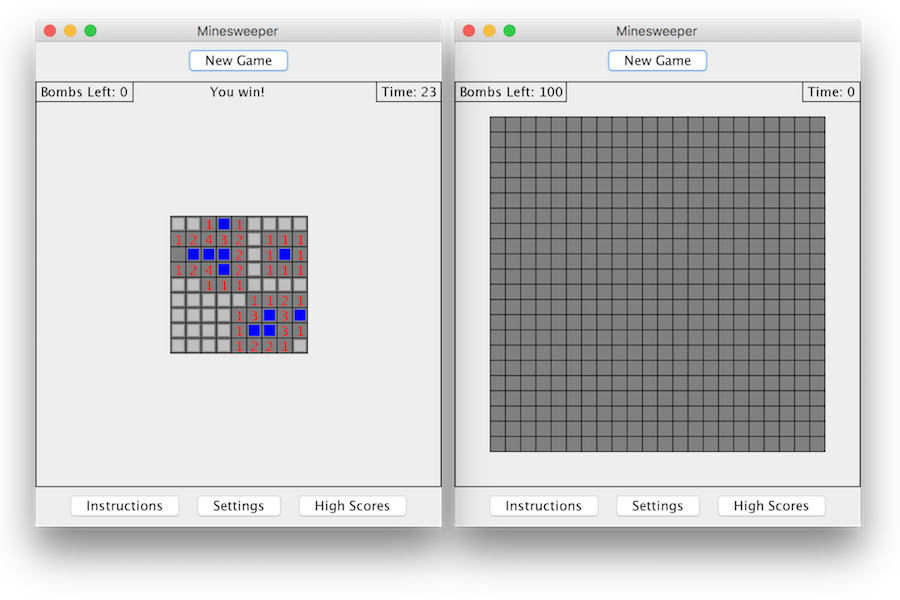 Minesweeper
New Game
Bombs Left: 0 You win! Time: 23
1 1
1 2 4 3 2 1 1 1
2 1 1
1 2 4 2 1 1 1
1 1 1
1 1 2 1
1 3 3
1 3 1
1 2 2 1
Instructions Settings High Scores
Minesweeper
New Game
Bombs Left: 100 Time: 0
Instructions Settings High Scores